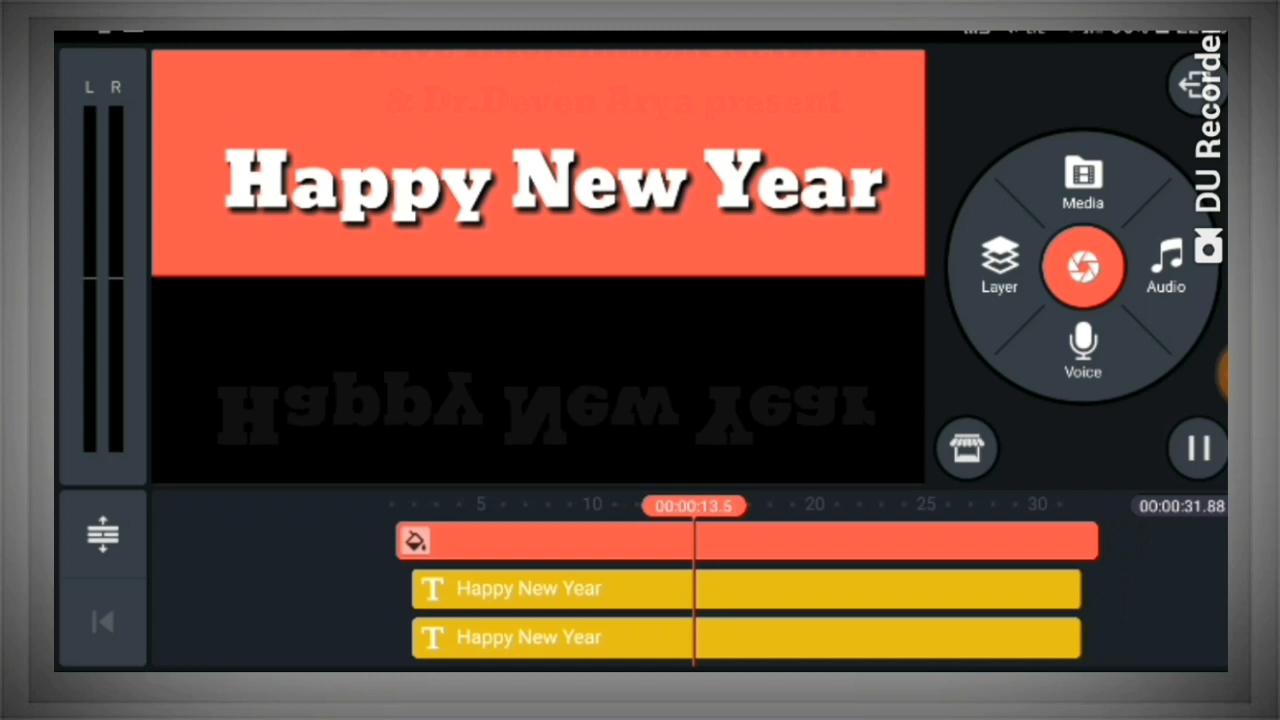 L R
& Dr.Deven Arya present
Happy New Year
Happy New Year
Media
Layer
Audio
Voice
DU Recorder
5 10 00:00:13.5 20 25 30 00:00:31.88
Happy New Year
Happy New Year